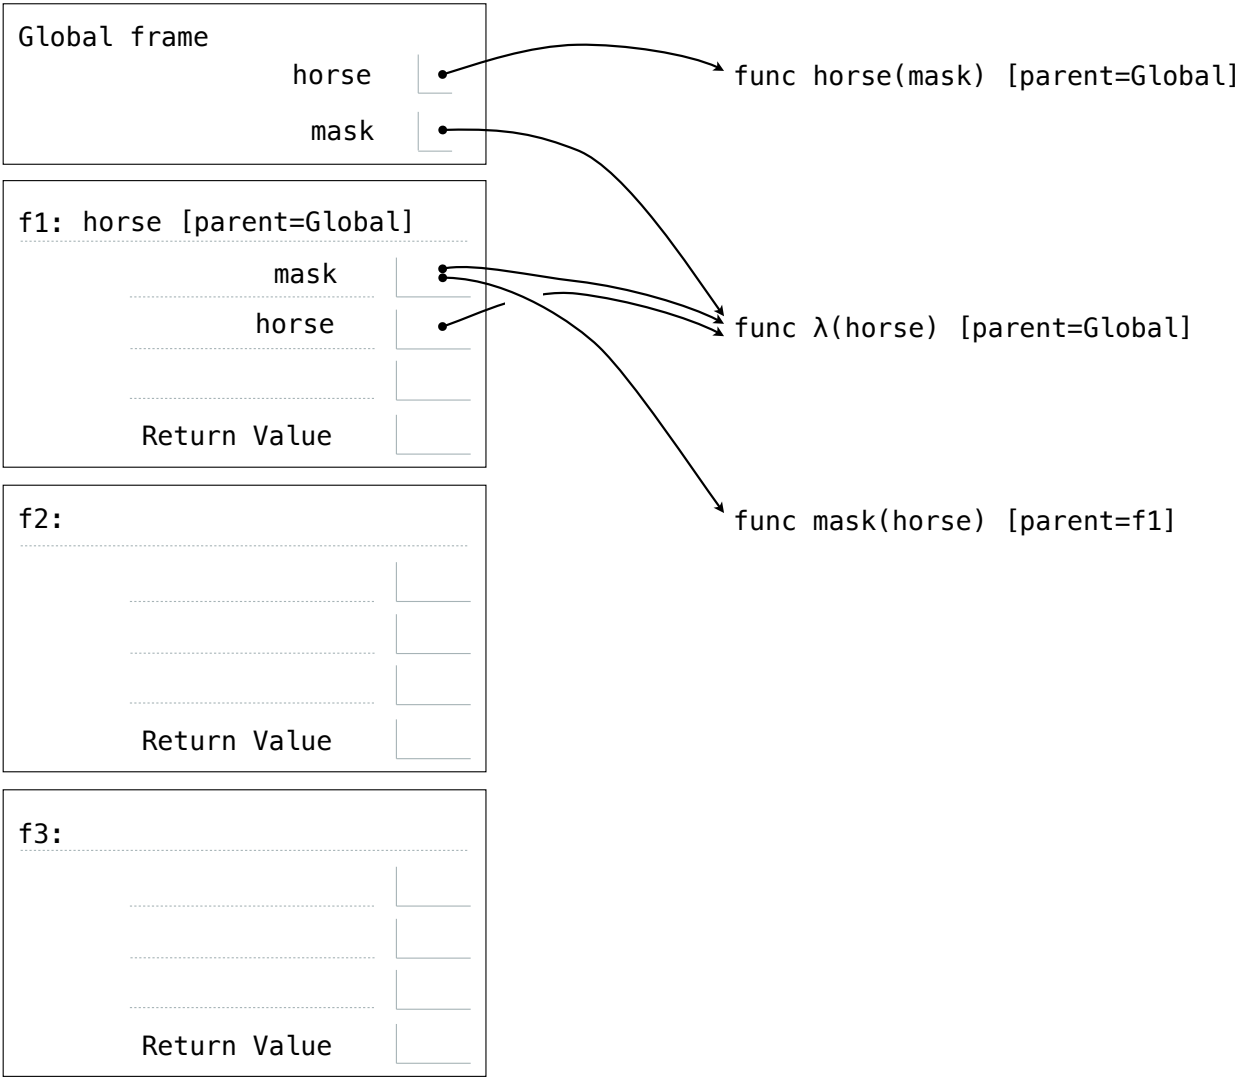 Global frame
horse
func horse(mask) [parent=Global]
mask
f1: horse [parent=Global]
mask
horse
func λ(horse) [parent=Global]
Return Value
f2:
func mask(horse) [parent=f1]
Return Value
f3:
Return Value